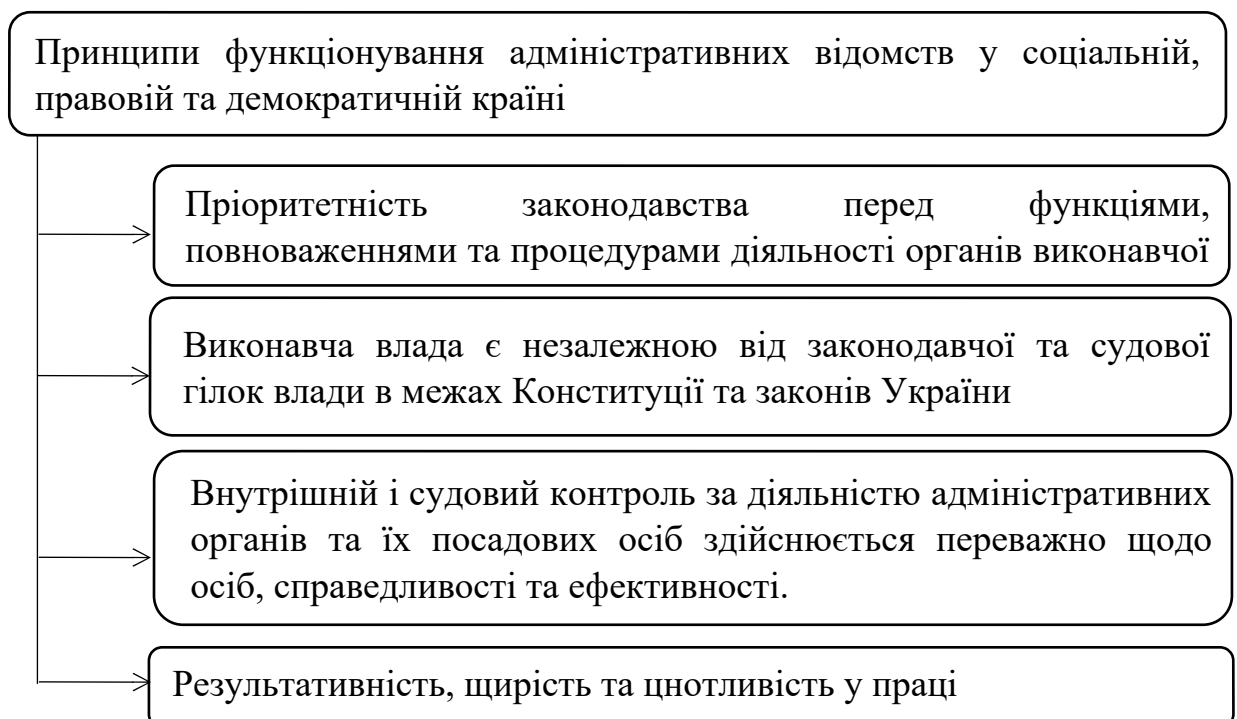 Принципи функціонування адміністративних відомств у соціальній,
правовій та демократичній країні
Пріоритетність законодавства перед функціями,
повноваженнями та процедурами діяльності органів виконавчої
Виконавча влада є незалежною від законодавчої та судової
гілок влади в межах Конституції та законів України
Внутрішній і судовий контроль за діяльністю адміністративних
органів та їх посадових осіб здійснюється переважно щодо
осіб, справедливості та ефективності.
Результативність, щирість та цнотливість у праці